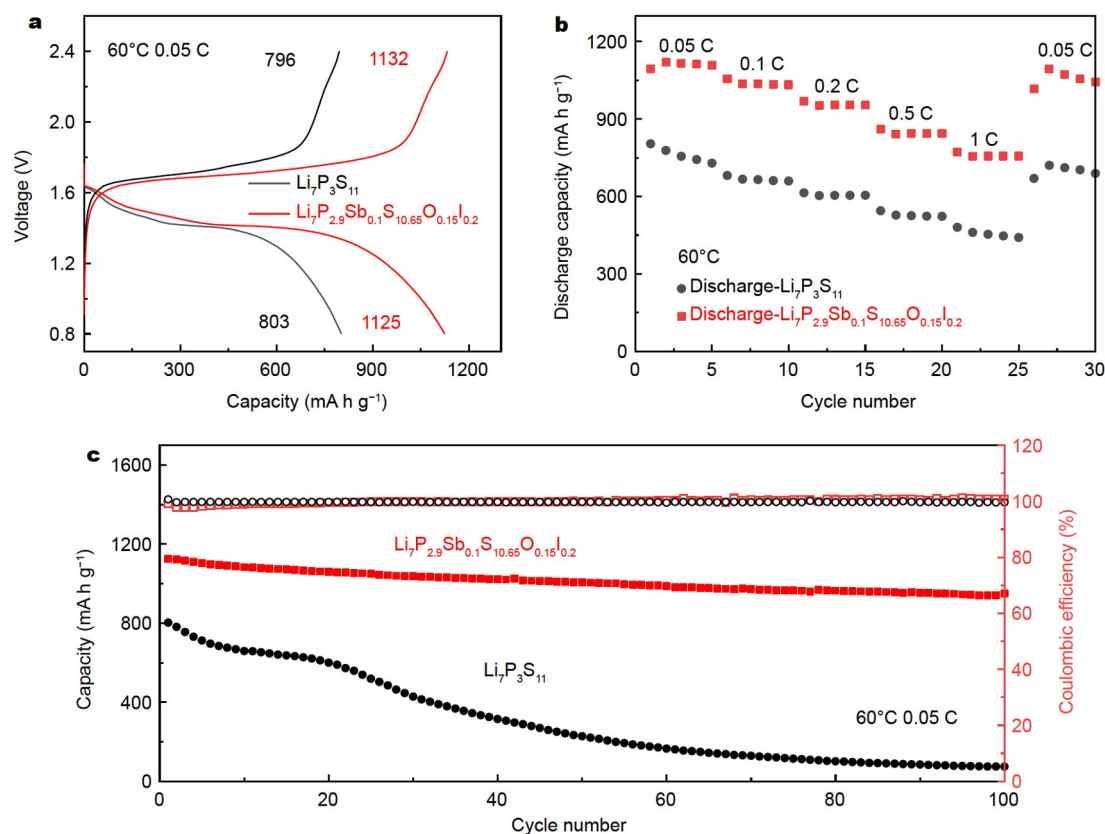 a
60°C 0.05 C
796
1132
2.4
2.0
1.6
1.2
0.8
Voltage (V)
Li₇P₃S₁₁
Li₇P₂.₉Sb₀.₁S₁₀.₆₅O₀.₁₅I₀.₂
803
1125
0 300 600 900 1200
Capacity (mA h g⁻¹)
b
1200
900
600
300
0
Discharge capacity (mA h g⁻¹)
0.05 C
0.1 C
0.2 C
0.5 C
1 C
0.05 C
60°C
Discharge-Li₇P₃S₁₁
Discharge-Li₇P₂.₉Sb₀.₁S₁₀.₆₅O₀.₁₅I₀.₂
0 5 10 15 20 25 30
Cycle number
c
1600
1200
800
400
0
Capacity (mA h g⁻¹)
Li₇P₂.₉Sb₀.₁S₁₀.₆₅O₀.₁₅I₀.₂
Li₇P₃S₁₁
60°C 0.05 C
120
100
80
60
40
20
0
Coulombic efficiency (%)
0 20 40 60 80 100
Cycle number